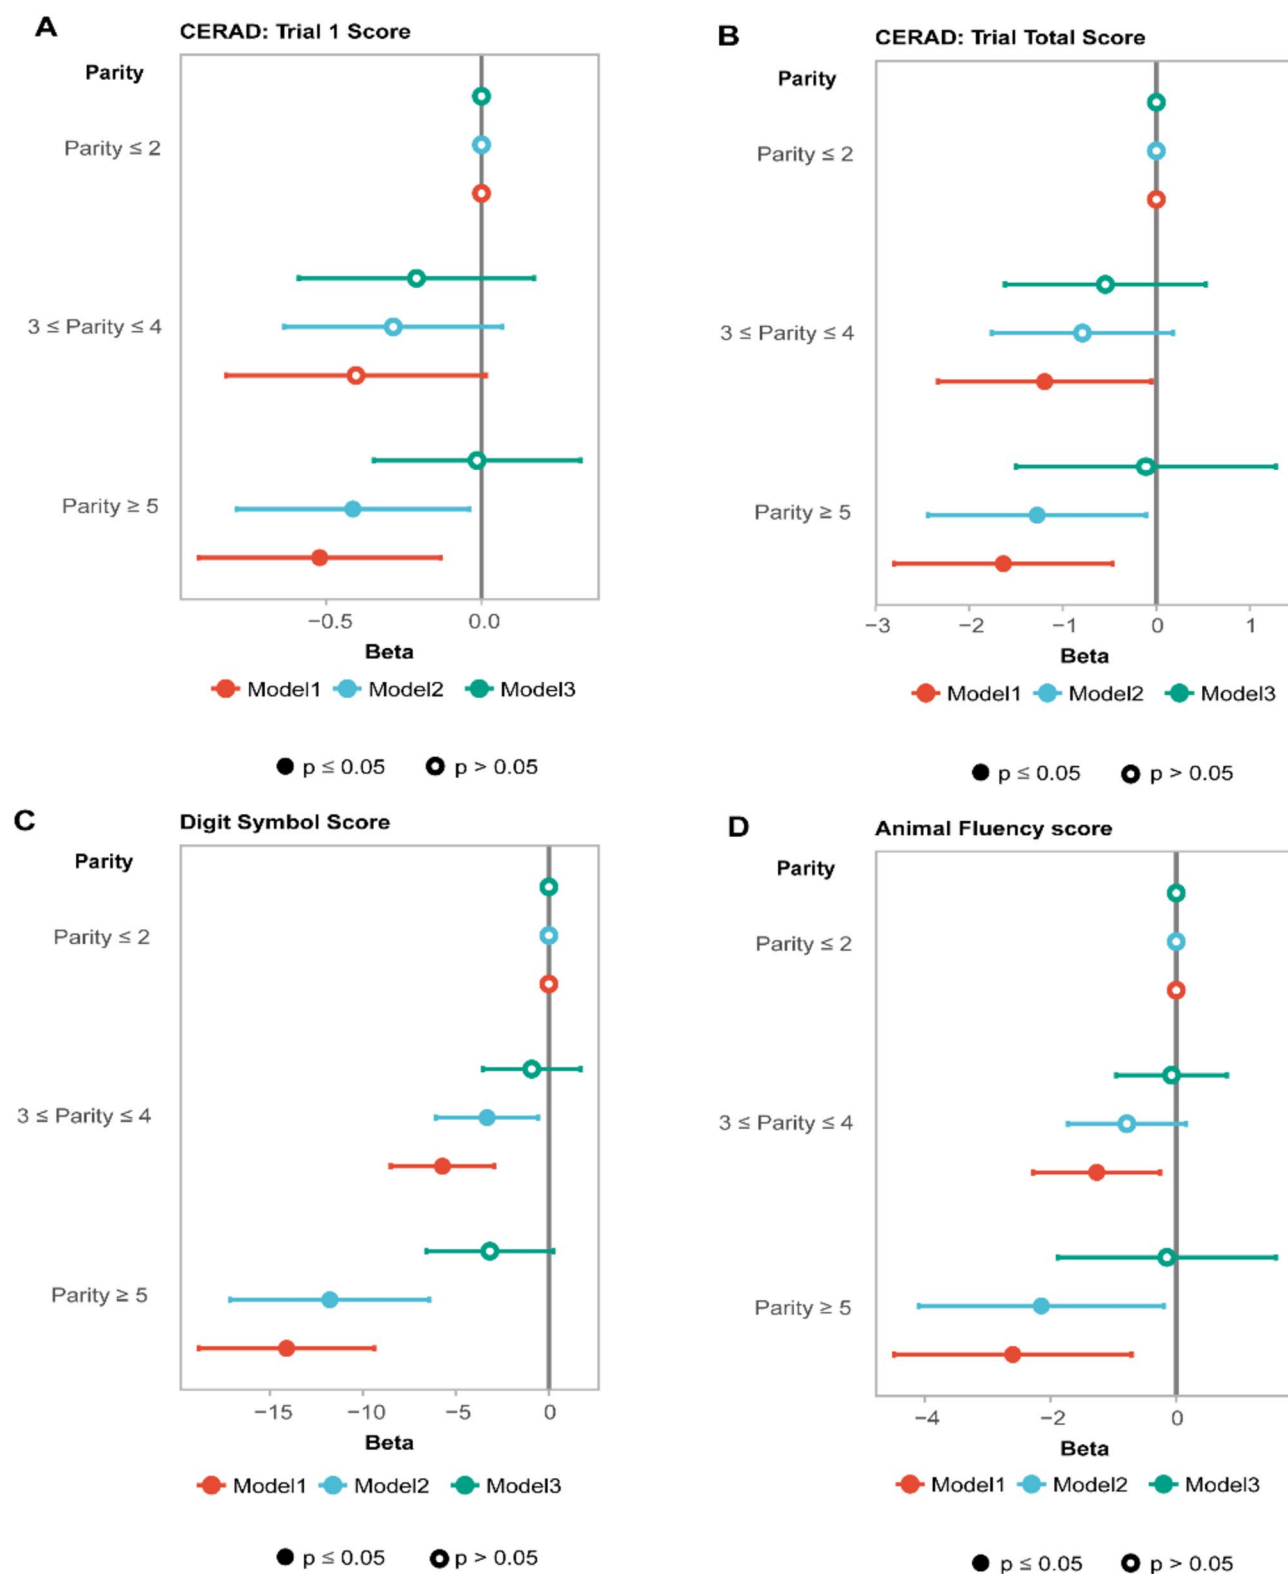 A
CERAD: Trial 1 Score
Parity
Parity ≤ 2
3 ≤ Parity ≤ 4
Parity ≥ 5
−0.5 0.0
Beta
Model1 Model2 Model3
p ≤ 0.05 p > 0.05
B
CERAD: Trial Total Score
Parity
Parity ≤ 2
3 ≤ Parity ≤ 4
Parity ≥ 5
−3 −2 −1 0 1
Beta
Model1 Model2 Model3
p ≤ 0.05 p > 0.05
C
Digit Symbol Score
Parity
Parity ≤ 2
3 ≤ Parity ≤ 4
Parity ≥ 5
−15 −10 −5 0
Beta
Model1 Model2 Model3
p ≤ 0.05 p > 0.05
D
Animal Fluency score
Parity
Parity ≤ 2
3 ≤ Parity ≤ 4
Parity ≥ 5
−4 −2 0
Beta
Model1 Model2 Model3
p ≤ 0.05 p > 0.05